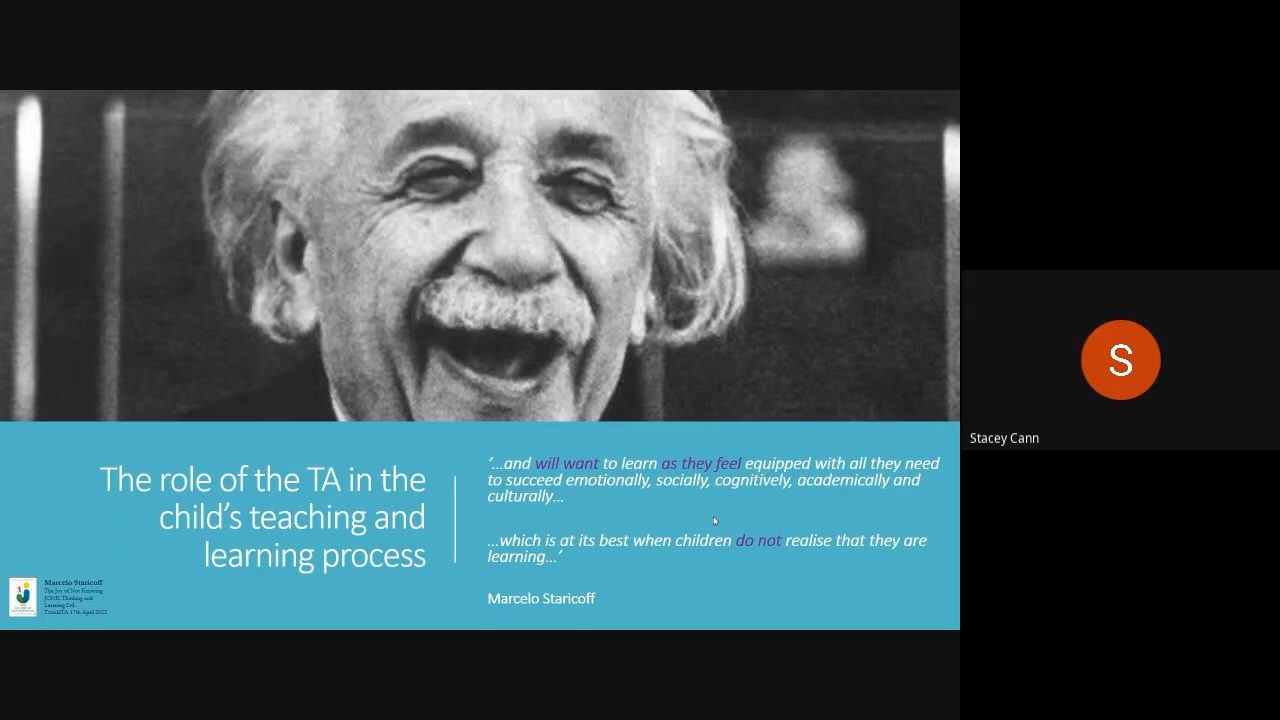 The role of the TA in the
child's teaching and
learning process
'...and will want to learn as they feel equipped with all they need
to succeed emotionally, socially, cognitively, academically and
culturally...
...which is at its best when children do not realise that they are
learning...'
Marcelo Staricoff
Marcelo Staricoff
The Joy of Not Knowing
JONK Thinking and
Learning Ltd
S
Stacey Cann